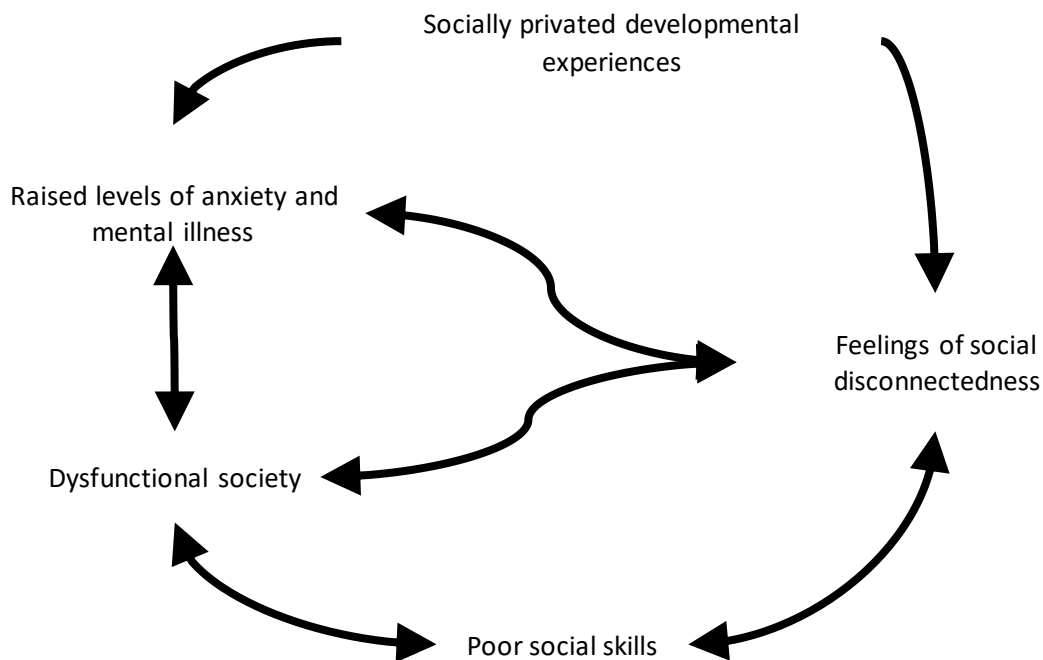 Socially privated developmental
experiences
Raised levels of anxiety and
mental illness
Feelings of social
disconnectedness
Dysfunctional society
Poor social skills